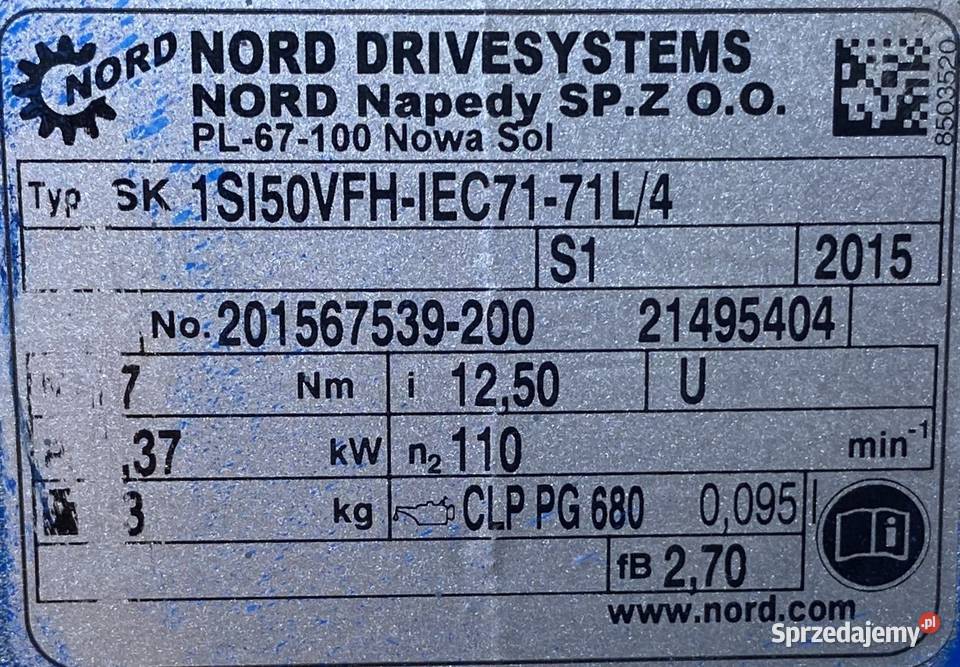 NORD NORD DRIVESYSTEMS
NORD Napedy SP.Z O.O.
PL-67-100 Nowa Sol
8503520
Typ SK 1SI50VFH-IEC71-71L/4
S1 2015
No. 201567539-200 21495404
7 Nm i 12,50 U
,37 kW n2 110 min-1
3 kg CLP PG 680 0,095 l
fB 2,70
www.nord.com
Sprzedajemy.pl